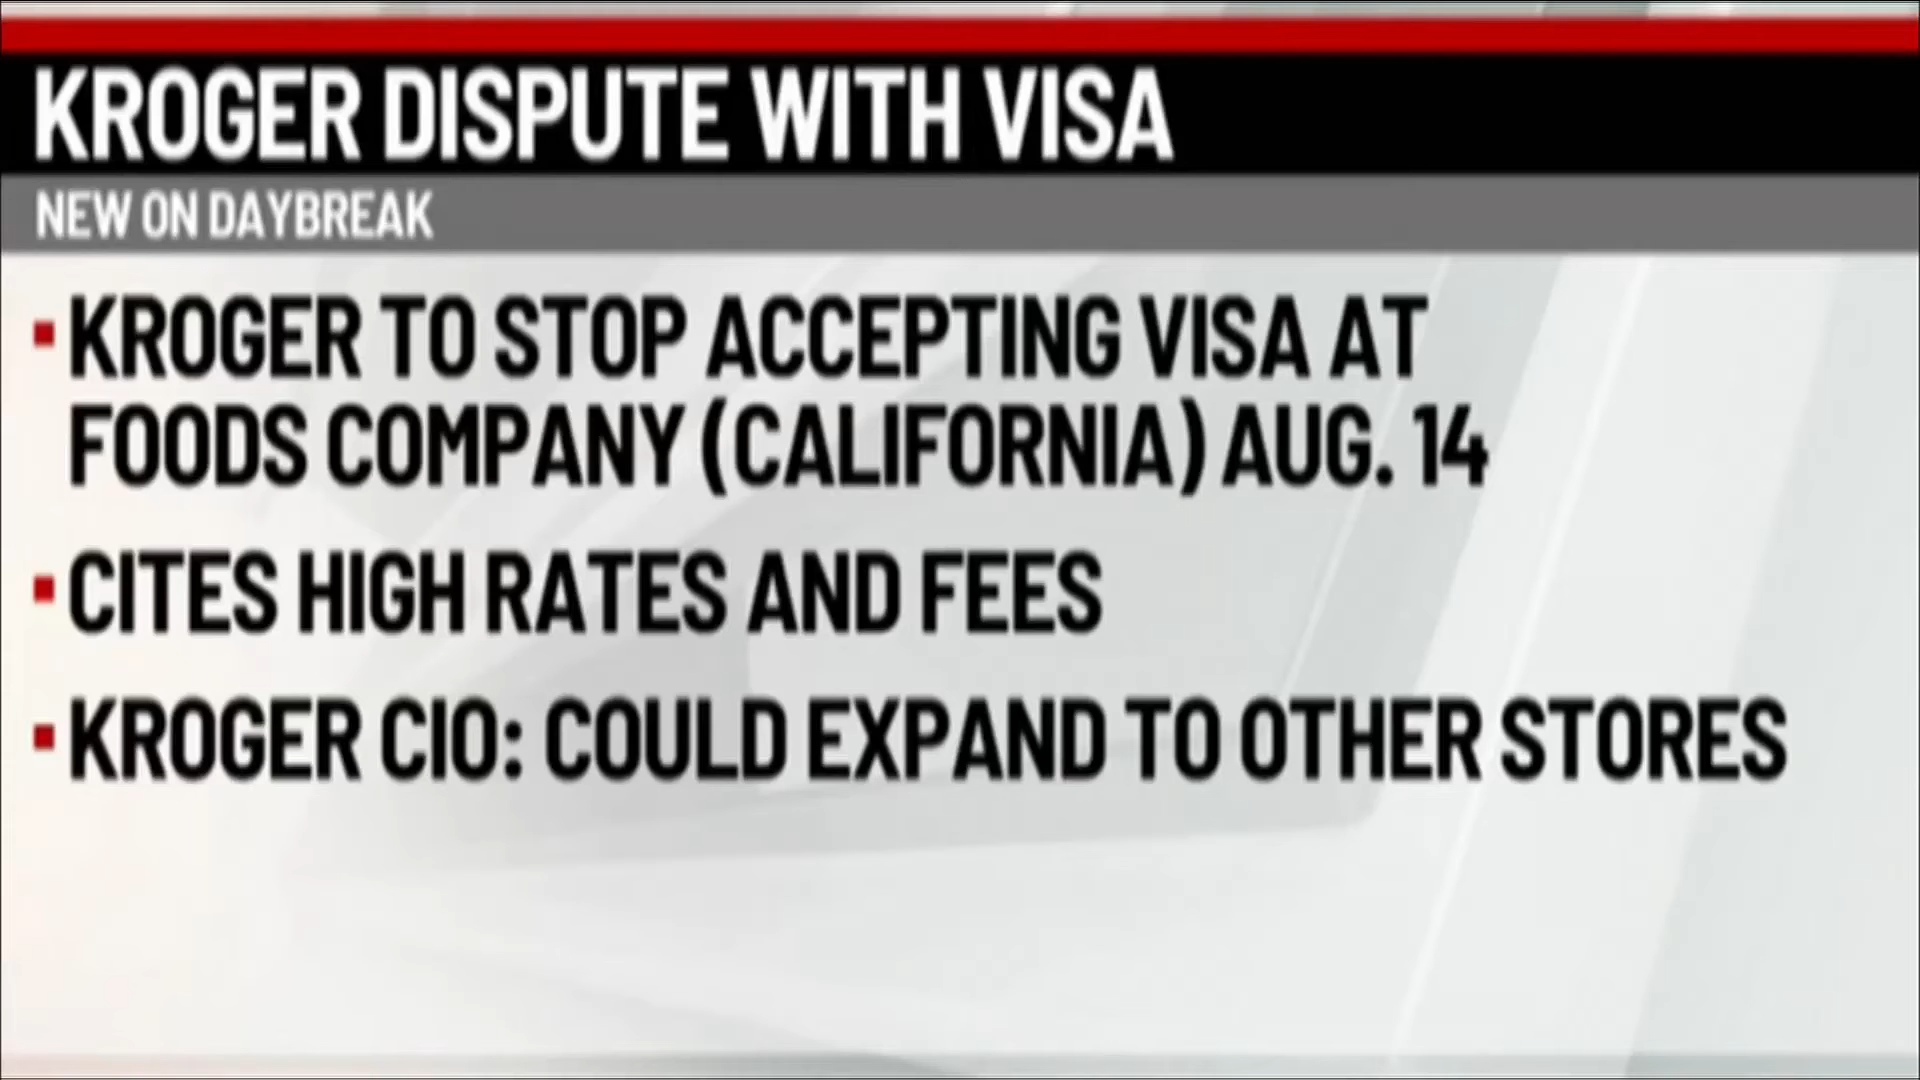 KROGER DISPUTE WITH VISA
NEW ON DAYBREAK
KROGER TO STOP ACCEPTING VISA AT
FOODS COMPANY (CALIFORNIA) AUG. 14
CITES HIGH RATES AND FEES
KROGER CIO: COULD EXPAND TO OTHER STORES